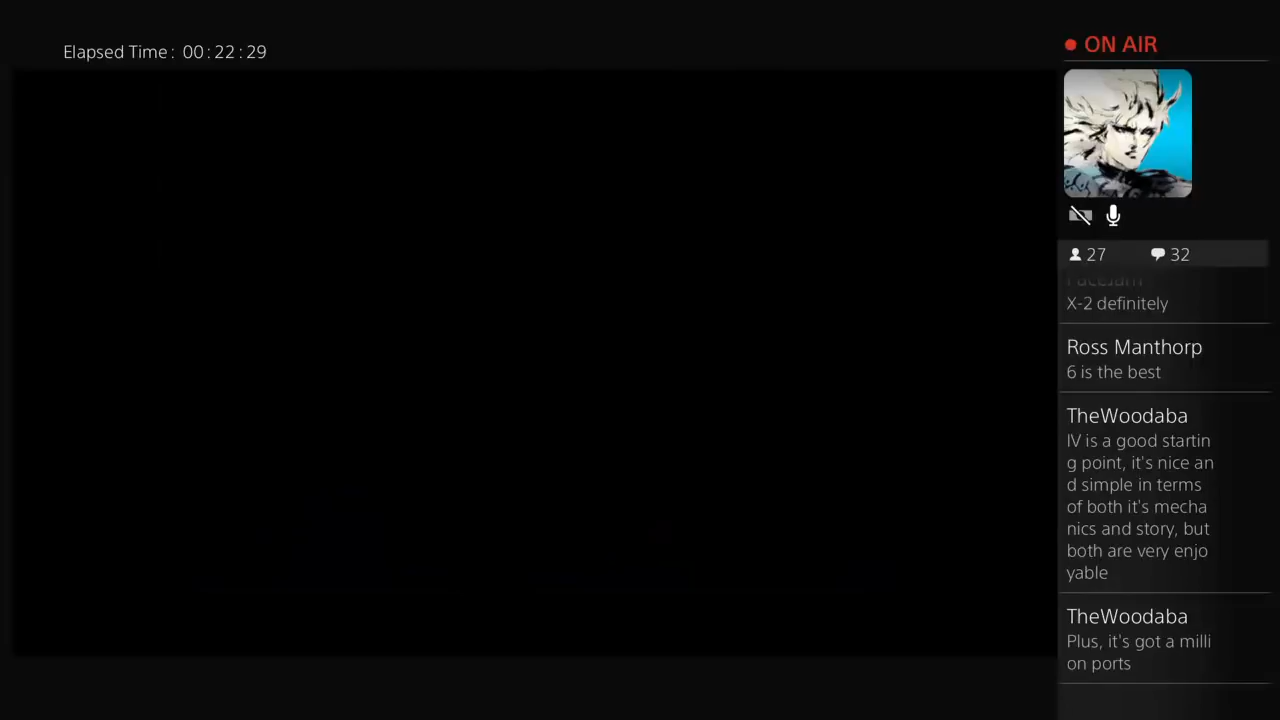 Elapsed Time: 00:22:29
ON AIR
27 32
X-2 definitely
Ross Manthorp
6 is the best
TheWoodaba
IV is a good startin
g point, it's nice an
d simple in terms
of both it's mecha
nics and story, but
both are very enjo
yable
TheWoodaba
Plus, it's got a milli
on ports